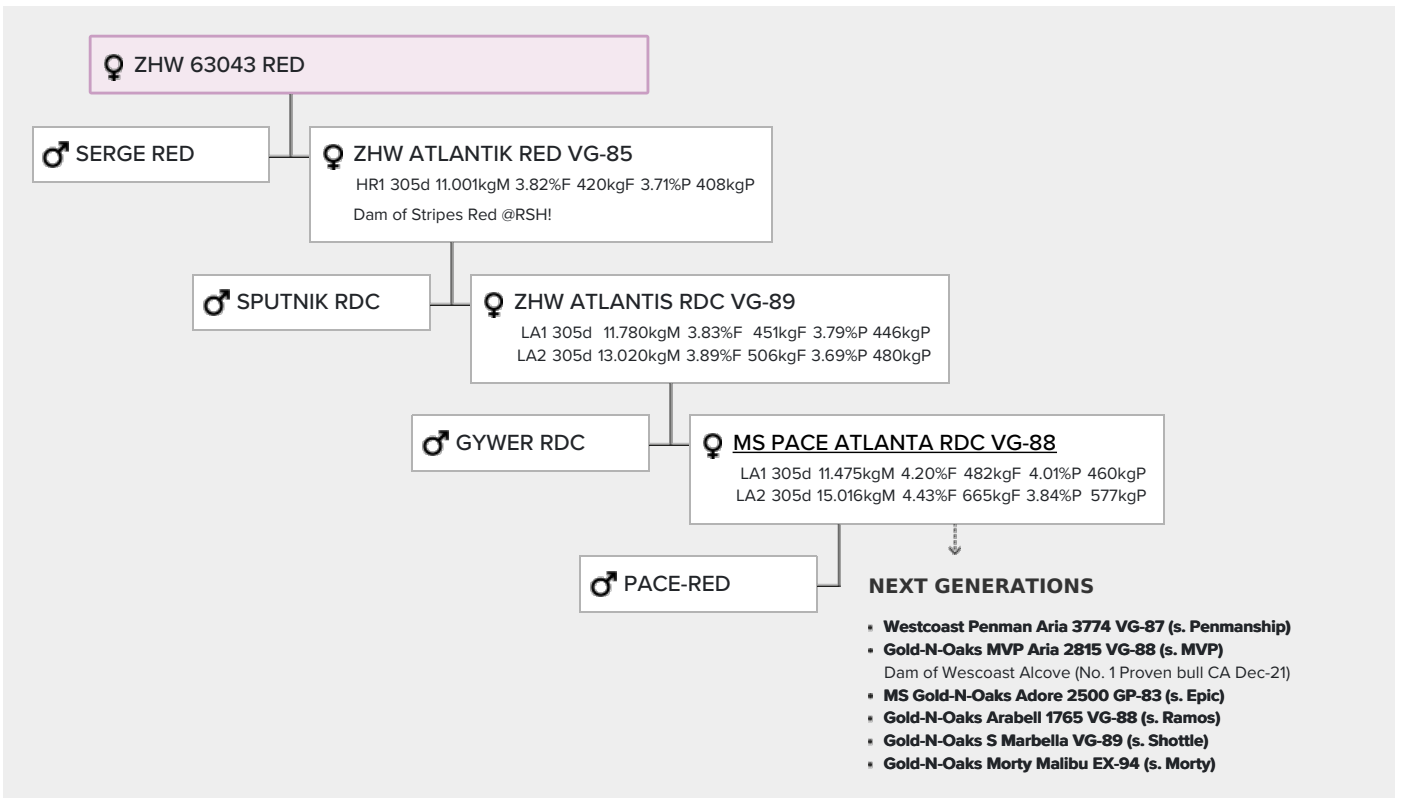 ZHW 63043 RED
SERGE RED
ZHW ATLANTIK RED VG-85
HR1 305d 11.001kgM 3.82%F 420kgF 3.71%P 408kgP
Dam of Stripes Red @RSH!
SPUTNIK RDC
ZHW ATLANTIS RDC VG-89
LA1 305d 11.780kgM 3.83%F 451kgF 3.79%P 446kgP
LA2 305d 13.020kgM 3.89%F 506kgF 3.69%P 480kgP
GYWER RDC
MS PACE ATLANTA RDC VG-88
LA1 305d 11.475kgM 4.20%F 482kgF 4.01%P 460kgP
LA2 305d 15.016kgM 4.43%F 665kgF 3.84%P 577kgP
PACE-RED
NEXT GENERATIONS
Westcoast Penman Aria 3774 VG-87 (s. Penmanship)
Gold-N-Oaks MVP Aria 2815 VG-88 (s. MVP)
Dam of Wescoast Alcove (No. 1 Proven bull CA Dec-21)
MS Gold-N-Oaks Adore 2500 GP-83 (s. Epic)
Gold-N-Oaks Arabell 1765 VG-88 (s. Ramos)
Gold-N-Oaks S Marbella VG-89 (s. Shottle)
Gold-N-Oaks Morty Malibu EX-94 (s. Morty)